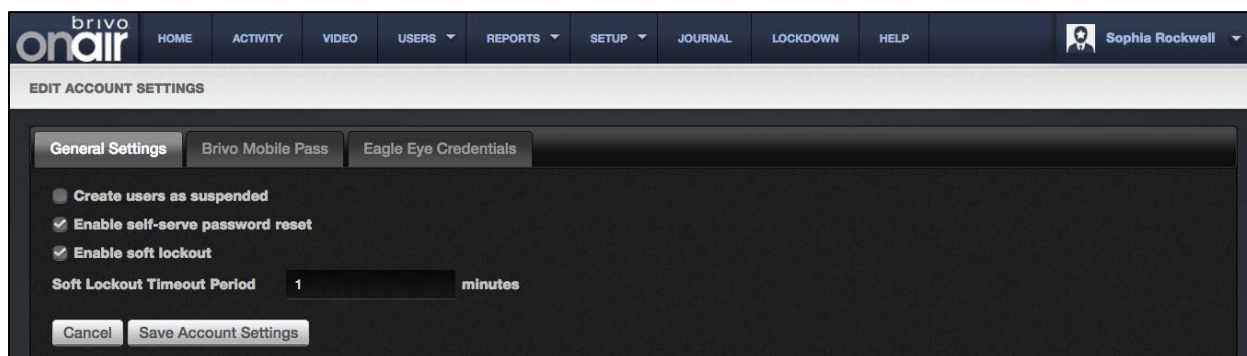 brivo
onair
HOME ACTIVITY VIDEO USERS REPORTS SETUP JOURNAL LOCKDOWN HELP Sophia Rockwell
EDIT ACCOUNT SETTINGS
General Settings Brivo Mobile Pass Eagle Eye Credentials
Create users as suspended
Enable self-serve password reset
Enable soft lockout
Soft Lockout Timeout Period 1 minutes
Cancel Save Account Settings